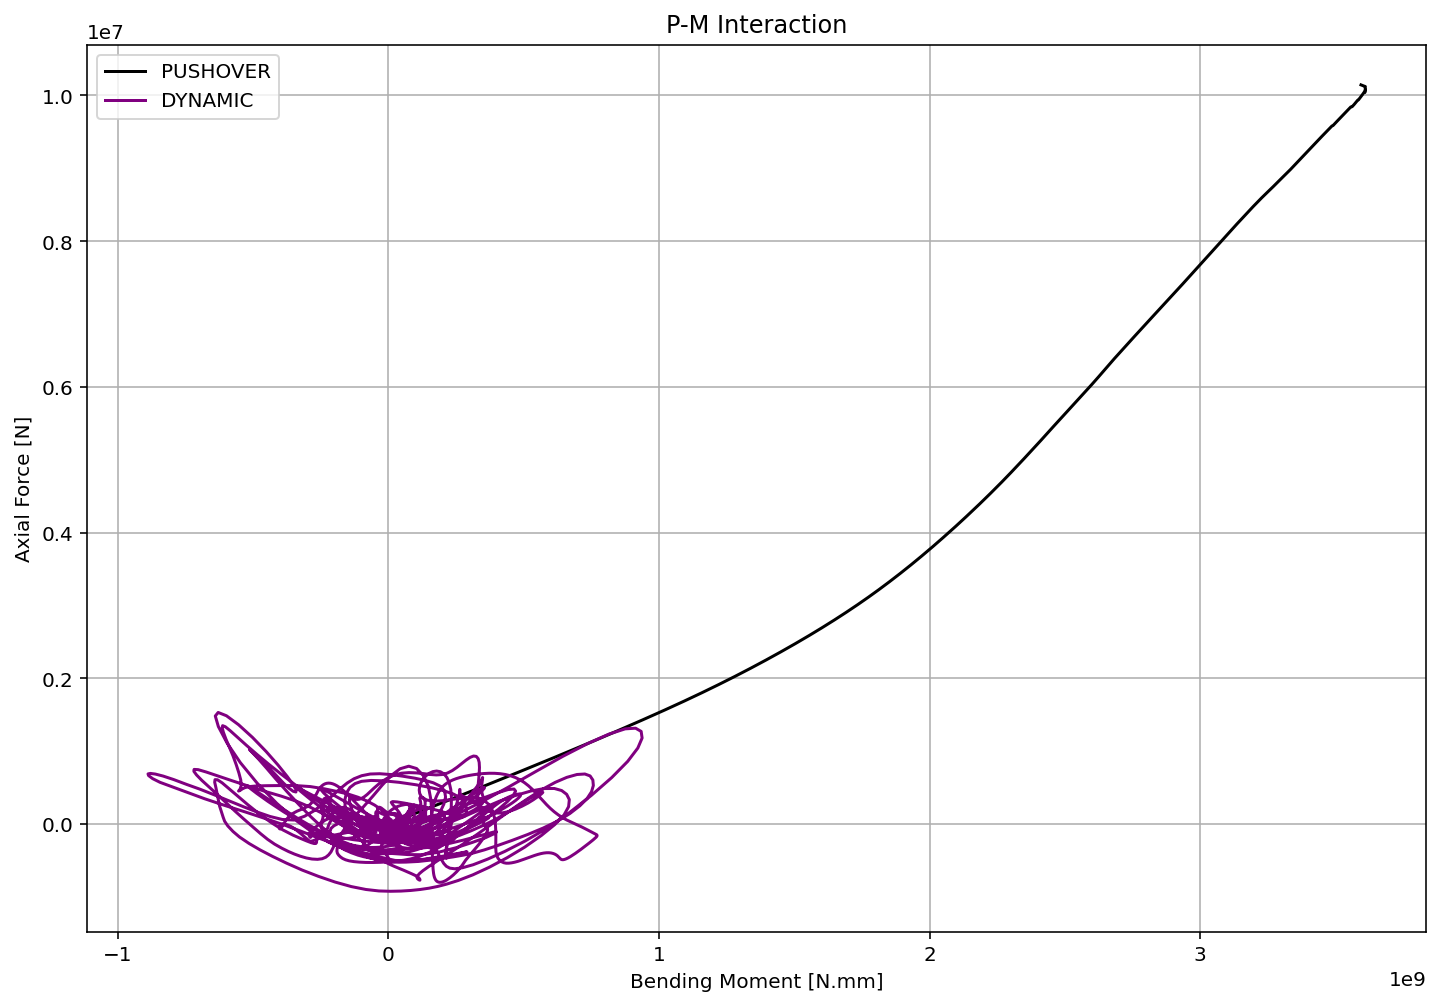 P-M Interaction
1e7
PUSHOVER
DYNAMIC
1.0
0.8
0.6
0.4
0.2
0.0
Axial Force [N]
−1
0
1
2
3
Bending Moment [N.mm]
1e9